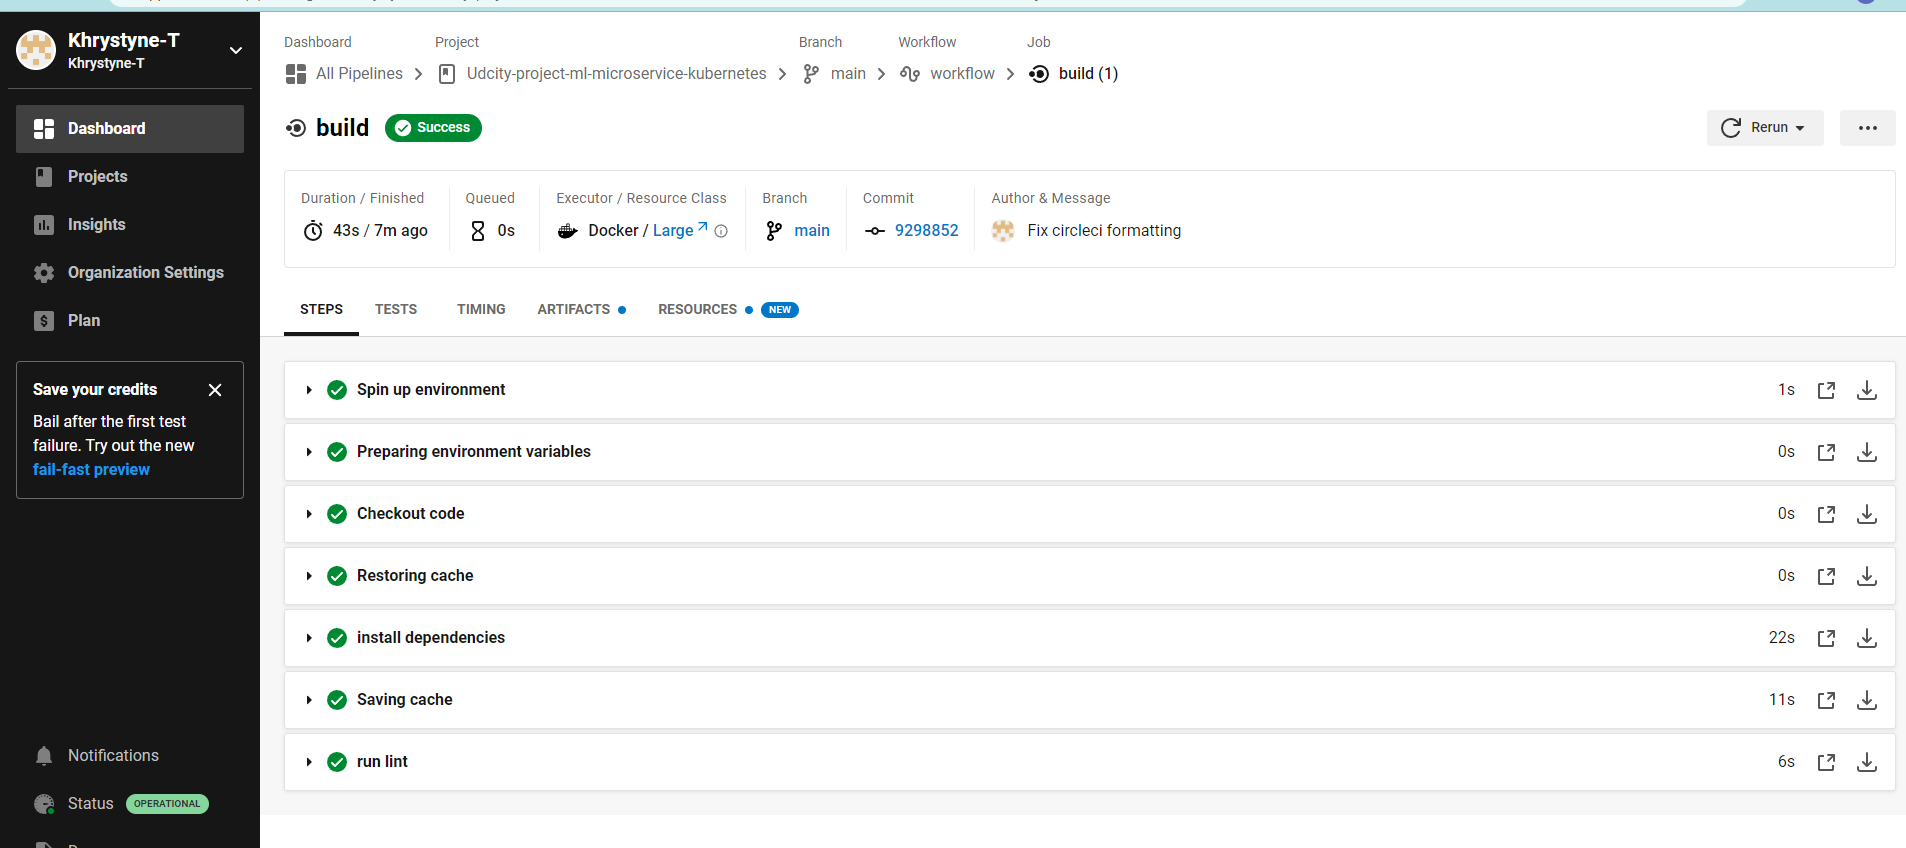 Khrystyne-T
Khrystyne-T
Dashboard
Projects
Insights
Organization Settings
Plan
Save your credits
Bail after the first test
failure. Try out the new
fail-fast preview
Notifications
Status OPERATIONAL
Dashboard Project Branch Workflow Job
All Pipelines Udcity-project-ml-microservice-kubernetes main workflow build (1)
build Success Rerun
Duration / Finished Queued Executor / Resource Class Branch Commit Author & Message
43s / 7m ago 0s Docker / Large main 9298852 Fix circleci formatting
STEPS TESTS TIMING ARTIFACTS RESOURCES NEW
Spin up environment 1s
Preparing environment variables 0s
Checkout code 0s
Restoring cache 0s
install dependencies 22s
Saving cache 11s
run lint 6s